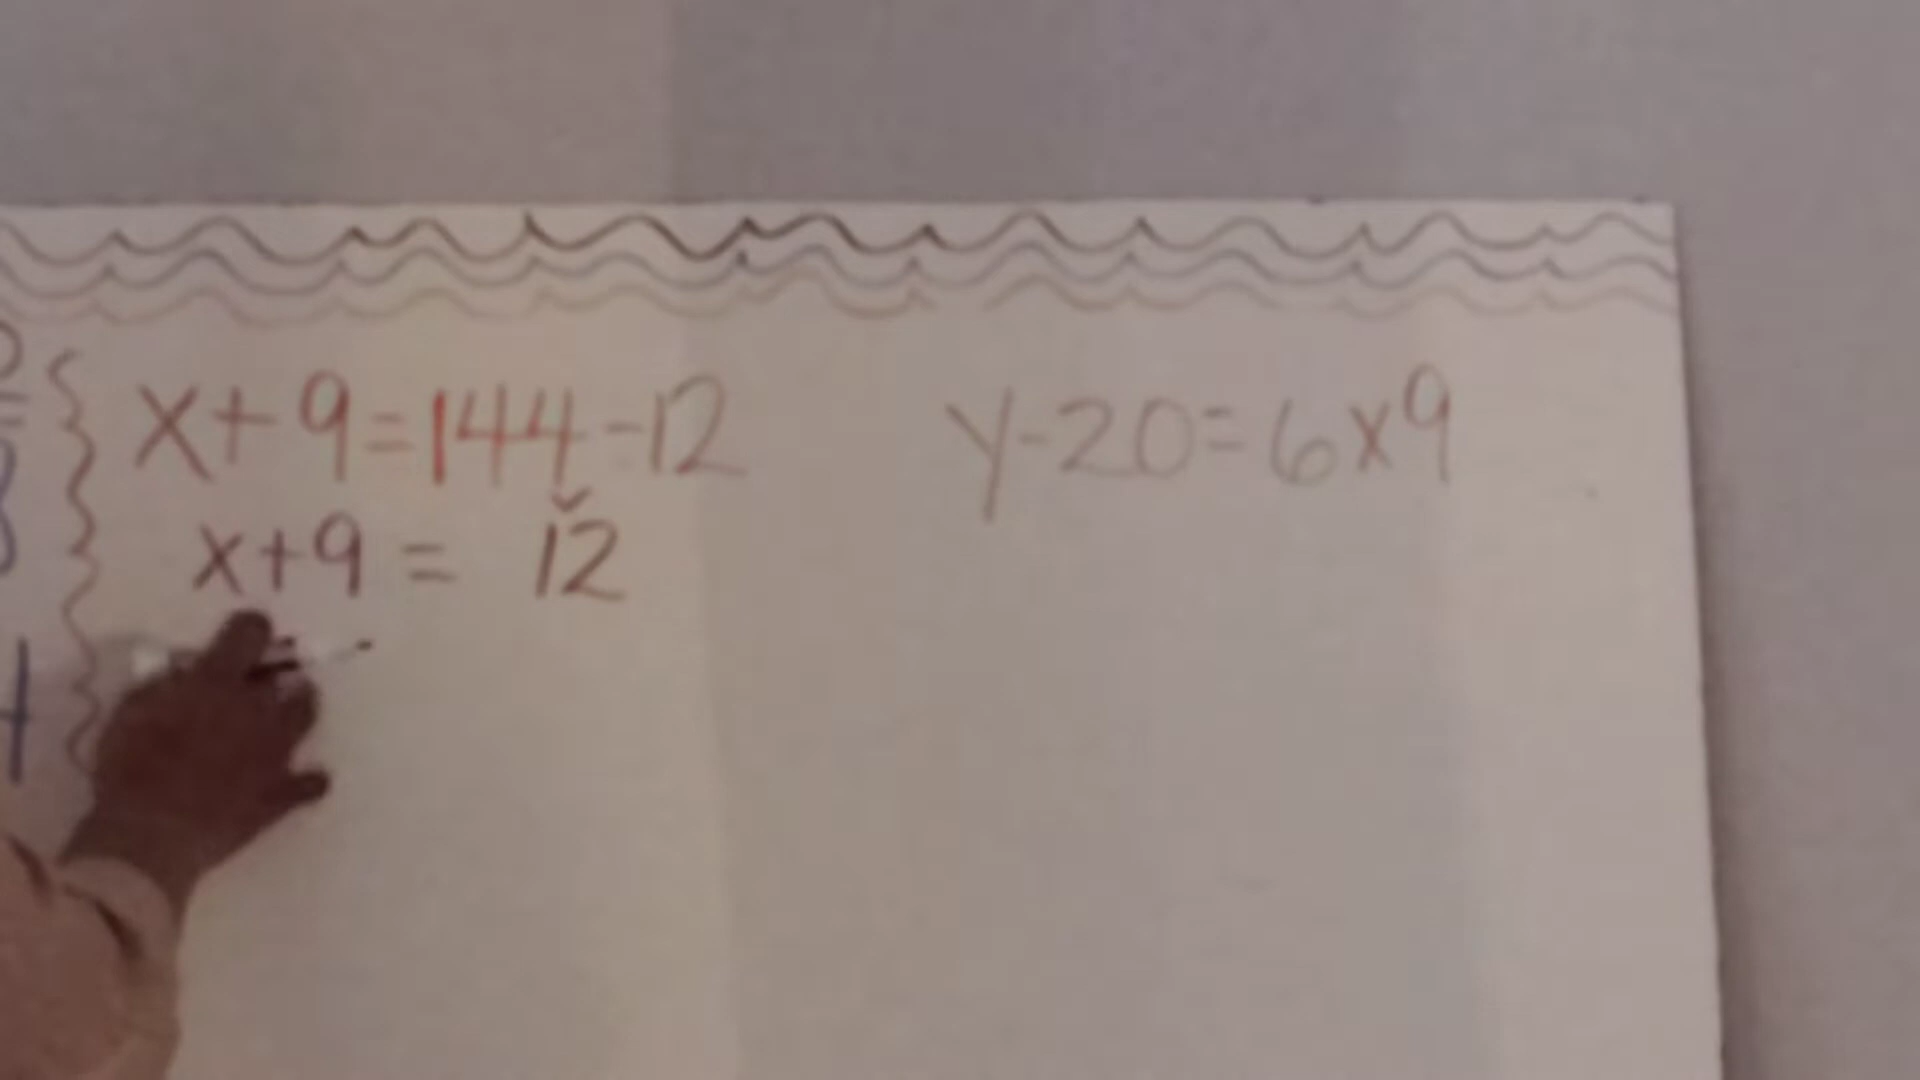 x+9=144-12
x+9 = 12
y-20=6x9